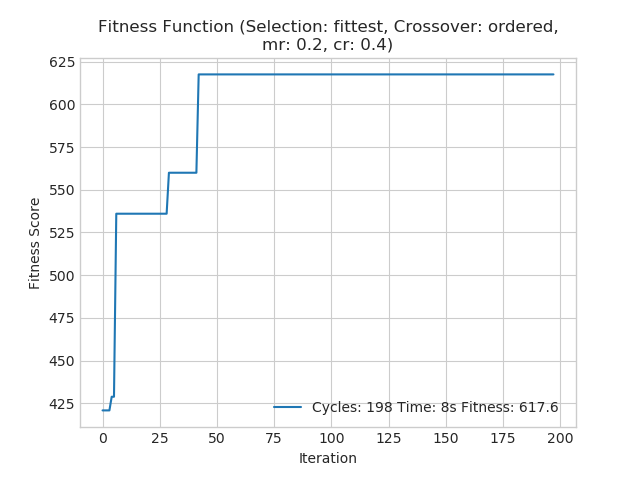 Fitness Function (Selection: fittest, Crossover: ordered,
mr: 0.2, cr: 0.4)
625
600
575
550
525
500
475
450
425
Fitness Score
Cycles: 198 Time: 8s Fitness: 617.6
0 25 50 75 100 125 150 175 200
Iteration